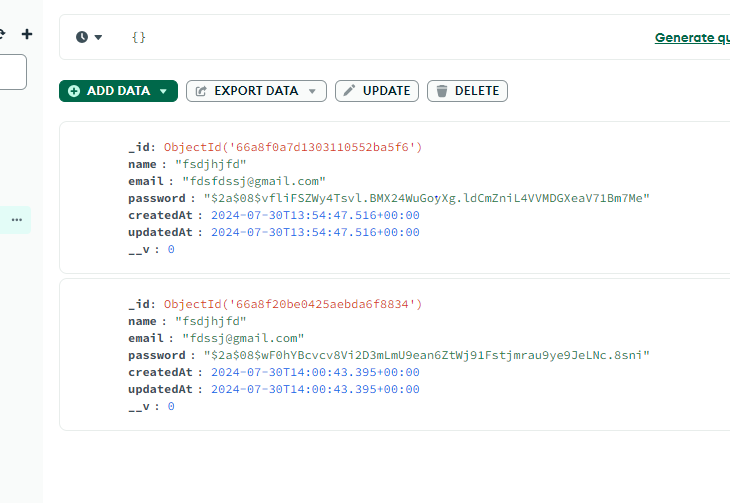 {}
Generate qu
ADD DATA
EXPORT DATA
UPDATE
DELETE
_id: ObjectId('66a8f0a7d1303110552ba5f6')
name : "fsdjhjfd"
email : "fdsfdssj@gmail.com"
password : "$2a$08$vfliFSZWy4Tsvl.BMX24WuGoyXg.ldCmZniL4VVMDGXeaV71Bm7Me"
createdAt : 2024-07-30T13:54:47.516+00:00
updatedAt : 2024-07-30T13:54:47.516+00:00
__v : 0
_id: ObjectId('66a8f20be0425aebda6f8834')
name : "fsdjhjfd"
email : "fdssj@gmail.com"
password : "$2a$08$wF0hYBcvcv8Vi2D3mLmU9ean6ZtWj91Fstjmrau9ye9JeLNc.8sni"
createdAt : 2024-07-30T14:00:43.395+00:00
updatedAt : 2024-07-30T14:00:43.395+00:00
__v : 0